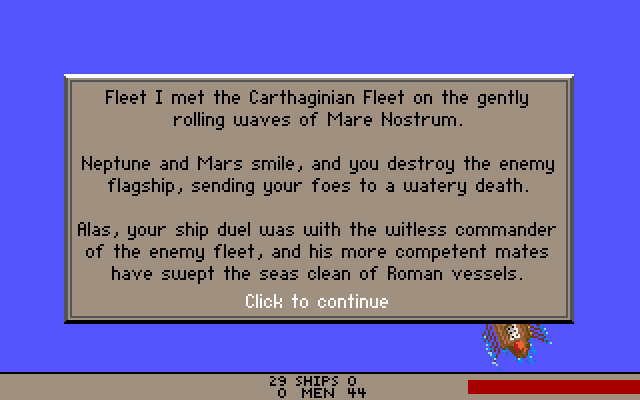 Fleet I met the Carthaginian Fleet on the gently
rolling waves of Mare Nostrum.
Neptune and Mars smile, and you destroy the enemy
flagship, sending your foes to a watery death.
Alas, your ship duel was with the witless commander
of the enemy fleet, and his more competent mates
have swept the seas clean of Roman vessels.
Click to continue
29 SHIPS 0
0 MEN 44